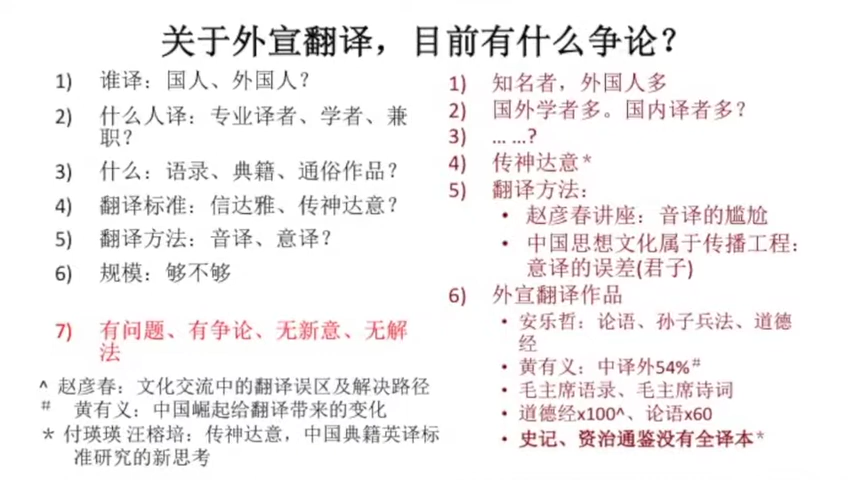 关于外宣翻译，目前有什么争论？
1) 谁译：国人、外国人？
2) 什么人译：专业译者、学者、兼
职？
3) 什么：语录、典籍、通俗作品？
4) 翻译标准：信达雅、传神达意？
5) 翻译方法：音译、意译？
6) 规模：够不够
7) 有问题、有争论、无新意、无解
法
^ 赵彦春：文化交流中的翻译误区及解决路径
# 黄有义：中国崛起给翻译带来的变化
* 付瑛瑛 汪榕培：传神达意，中国典籍英译标
准研究的新思考
1) 知名者，外国人多
2) 国外学者多。国内译者多？
3) ... ...?
4) 传神达意*
5) 翻译方法：
• 赵彦春讲座：音译的尴尬
• 中国思想文化属于传播工程：
意译的误差(君子)
6) 外宣翻译作品
• 安乐哲：论语、孙子兵法、道德
经
• 黄有义：中译外54%#
• 毛主席语录、毛主席诗词
• 道德经x100^、论语x60
• 史记、资治通鉴没有全译本*